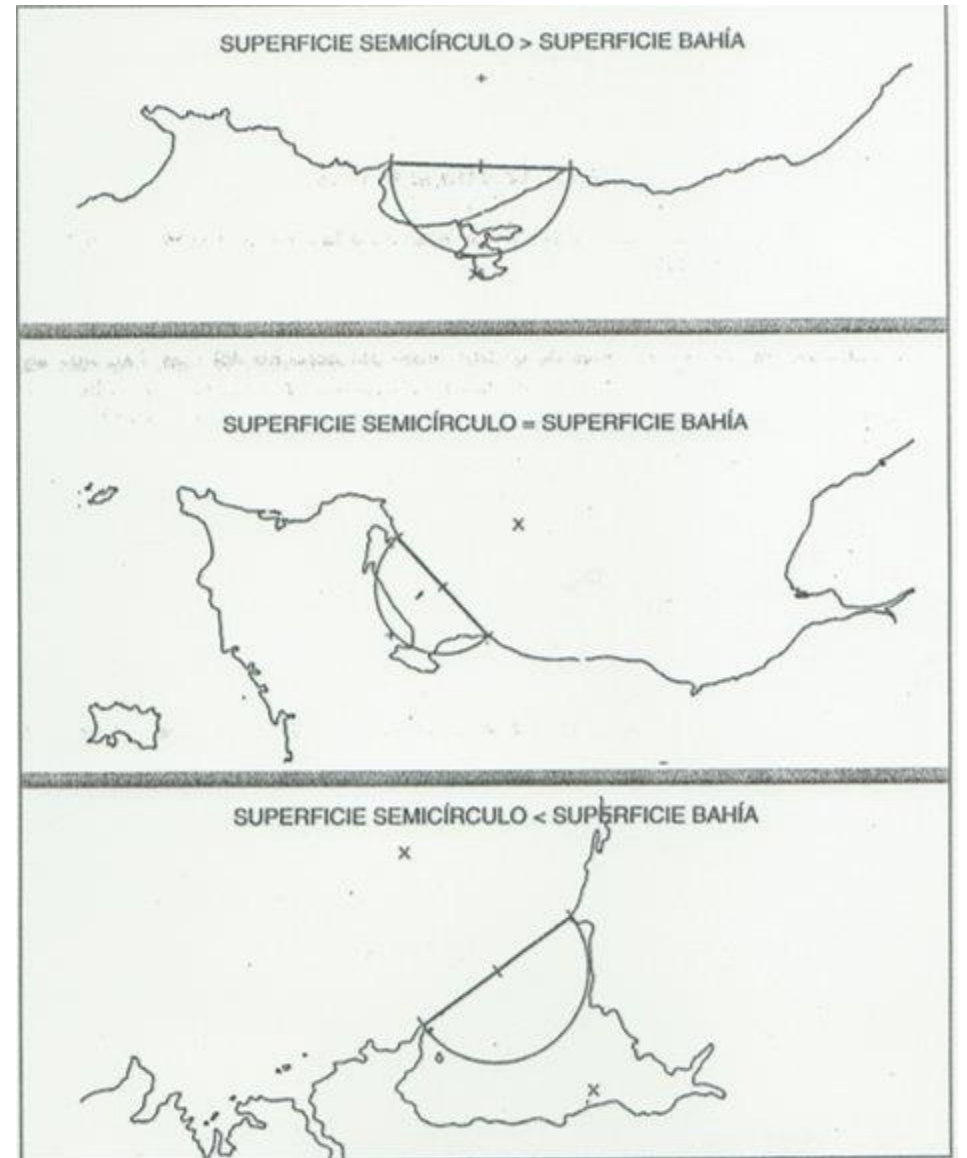 SUPERFICIE SEMICÍRCULO > SUPERFICIE BAHÍA
SUPERFICIE SEMICÍRCULO = SUPERFICIE BAHÍA
SUPERFICIE SEMICÍRCULO < SUPERFICIE BAHÍA